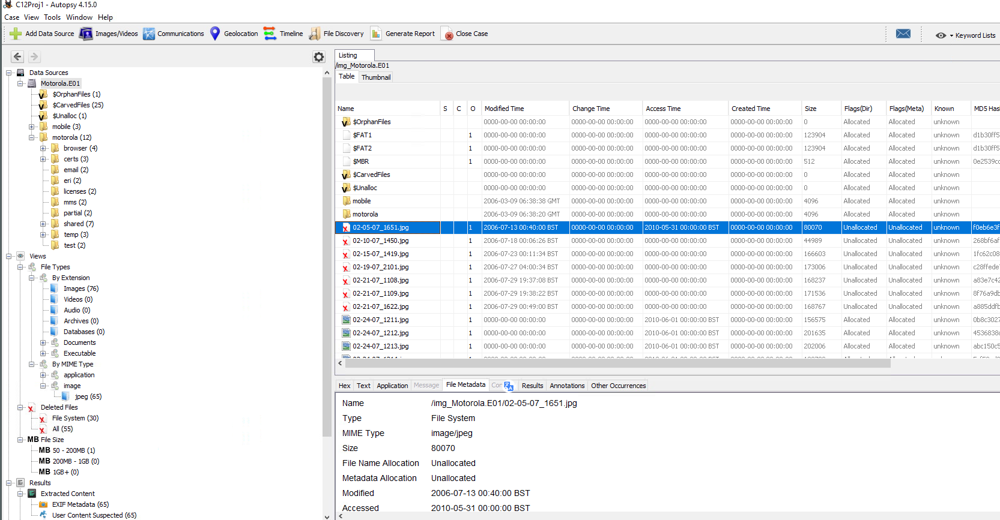 C12Proj1 - Autopsy 4.15.0
Case View Tools Window Help
Add Data Source Images/Videos Communications Geolocation Timeline File Discovery Generate Report Close Case Keyword Lists
Data Sources
Motorola.E01
$OrphanFiles (1)
$CarvedFiles (25)
$Unalloc (1)
mobile (3)
motorola (12)
browser (4)
certs (3)
email (2)
eri (2)
licenses (2)
mms (2)
partial (2)
shared (7)
temp (3)
test (2)
Views
File Types
By Extension
Images (76)
Videos (0)
Audio (0)
Archives (0)
Databases (0)
Documents
Executable
By MIME Type
application
image
jpeg (65)
Deleted Files
File System (30)
All (55)
MB File Size
MB 50 - 200MB (1)
MB 200MB - 1GB (0)
MB 1GB+ (0)
Results
Extracted Content
EXIF Metadata (65)
User Content Suspected (65)
Listing
/img_Motorola.E01
Table Thumbnail
Name S C O Modified Time Change Time Access Time Created Time Size Flags(Dir) Flags(Meta) Known MD5 Has
$OrphanFiles 0000-00-00 00:00:00 0000-00-00 00:00:00 0000-00-00 00:00:00 0000-00-00 00:00:00 0 Allocated Allocated unknown
$FAT1 1 0000-00-00 00:00:00 0000-00-00 00:00:00 0000-00-00 00:00:00 0000-00-00 00:00:00 123904 Allocated Allocated unknown d1b30ff5
$FAT2 1 0000-00-00 00:00:00 0000-00-00 00:00:00 0000-00-00 00:00:00 0000-00-00 00:00:00 123904 Allocated Allocated unknown d1b30ff5
$MBR 1 0000-00-00 00:00:00 0000-00-00 00:00:00 0000-00-00 00:00:00 0000-00-00 00:00:00 512 Allocated Allocated unknown 0e2539cc
$CarvedFiles 0000-00-00 00:00:00 0000-00-00 00:00:00 0000-00-00 00:00:00 0000-00-00 00:00:00 0 Allocated Allocated unknown
$Unalloc 0000-00-00 00:00:00 0000-00-00 00:00:00 0000-00-00 00:00:00 0000-00-00 00:00:00 0 Allocated Allocated unknown
mobile 2006-03-09 06:38:38 GMT 0000-00-00 00:00:00 0000-00-00 00:00:00 0000-00-00 00:00:00 4096 Allocated Allocated unknown
motorola 2006-03-09 06:38:20 GMT 0000-00-00 00:00:00 0000-00-00 00:00:00 0000-00-00 00:00:00 4096 Allocated Allocated unknown
02-05-07_1651.jpg 1 2006-07-13 00:40:00 BST 0000-00-00 00:00:00 2010-05-31 00:00:00 BST 0000-00-00 00:00:00 80070 Unallocated Unallocated unknown f0eb6e3f
02-10-07_1450.jpg 1 2006-07-18 00:06:26 BST 0000-00-00 00:00:00 0000-00-00 00:00:00 0000-00-00 00:00:00 44989 Unallocated Unallocated unknown 268bf6af
02-15-07_1419.jpg 1 2006-07-23 00:11:34 BST 0000-00-00 00:00:00 0000-00-00 00:00:00 0000-00-00 00:00:00 166603 Unallocated Unallocated unknown 1fc62c08
02-19-07_2101.jpg 1 2006-07-27 04:00:34 BST 0000-00-00 00:00:00 0000-00-00 00:00:00 0000-00-00 00:00:00 173006 Unallocated Unallocated unknown c28ffede
02-21-07_1108.jpg 1 2006-07-29 19:37:08 BST 0000-00-00 00:00:00 0000-00-00 00:00:00 0000-00-00 00:00:00 168237 Unallocated Unallocated unknown a83e7c42
02-21-07_1109.jpg 1 2006-07-29 19:38:22 BST 0000-00-00 00:00:00 0000-00-00 00:00:00 0000-00-00 00:00:00 171536 Unallocated Unallocated unknown 8f76a9db
02-21-07_1622.jpg 1 2006-07-29 00:49:00 BST 0000-00-00 00:00:00 0000-00-00 00:00:00 0000-00-00 00:00:00 168767 Unallocated Unallocated unknown a885ddfb
02-24-07_1211.jpg 1 0000-00-00 00:00:00 0000-00-00 00:00:00 2010-06-01 00:00:00 BST 0000-00-00 00:00:00 156575 Allocated Allocated unknown 0b8c3027
02-24-07_1212.jpg 1 0000-00-00 00:00:00 0000-00-00 00:00:00 2010-06-01 00:00:00 BST 0000-00-00 00:00:00 201635 Allocated Allocated unknown 4536838c
02-24-07_1213.jpg 1 0000-00-00 00:00:00 0000-00-00 00:00:00 2010-06-01 00:00:00 BST 0000-00-00 00:00:00 202006 Allocated Allocated unknown abc150c5
Hex Text Application Message File Metadata Con Results Annotations Other Occurrences
Name /img_Motorola.E01/02-05-07_1651.jpg
Type File System
MIME Type image/jpeg
Size 80070
File Name Allocation Unallocated
Metadata Allocation Unallocated
Modified 2006-07-13 00:40:00 BST
Accessed 2010-05-31 00:00:00 BST